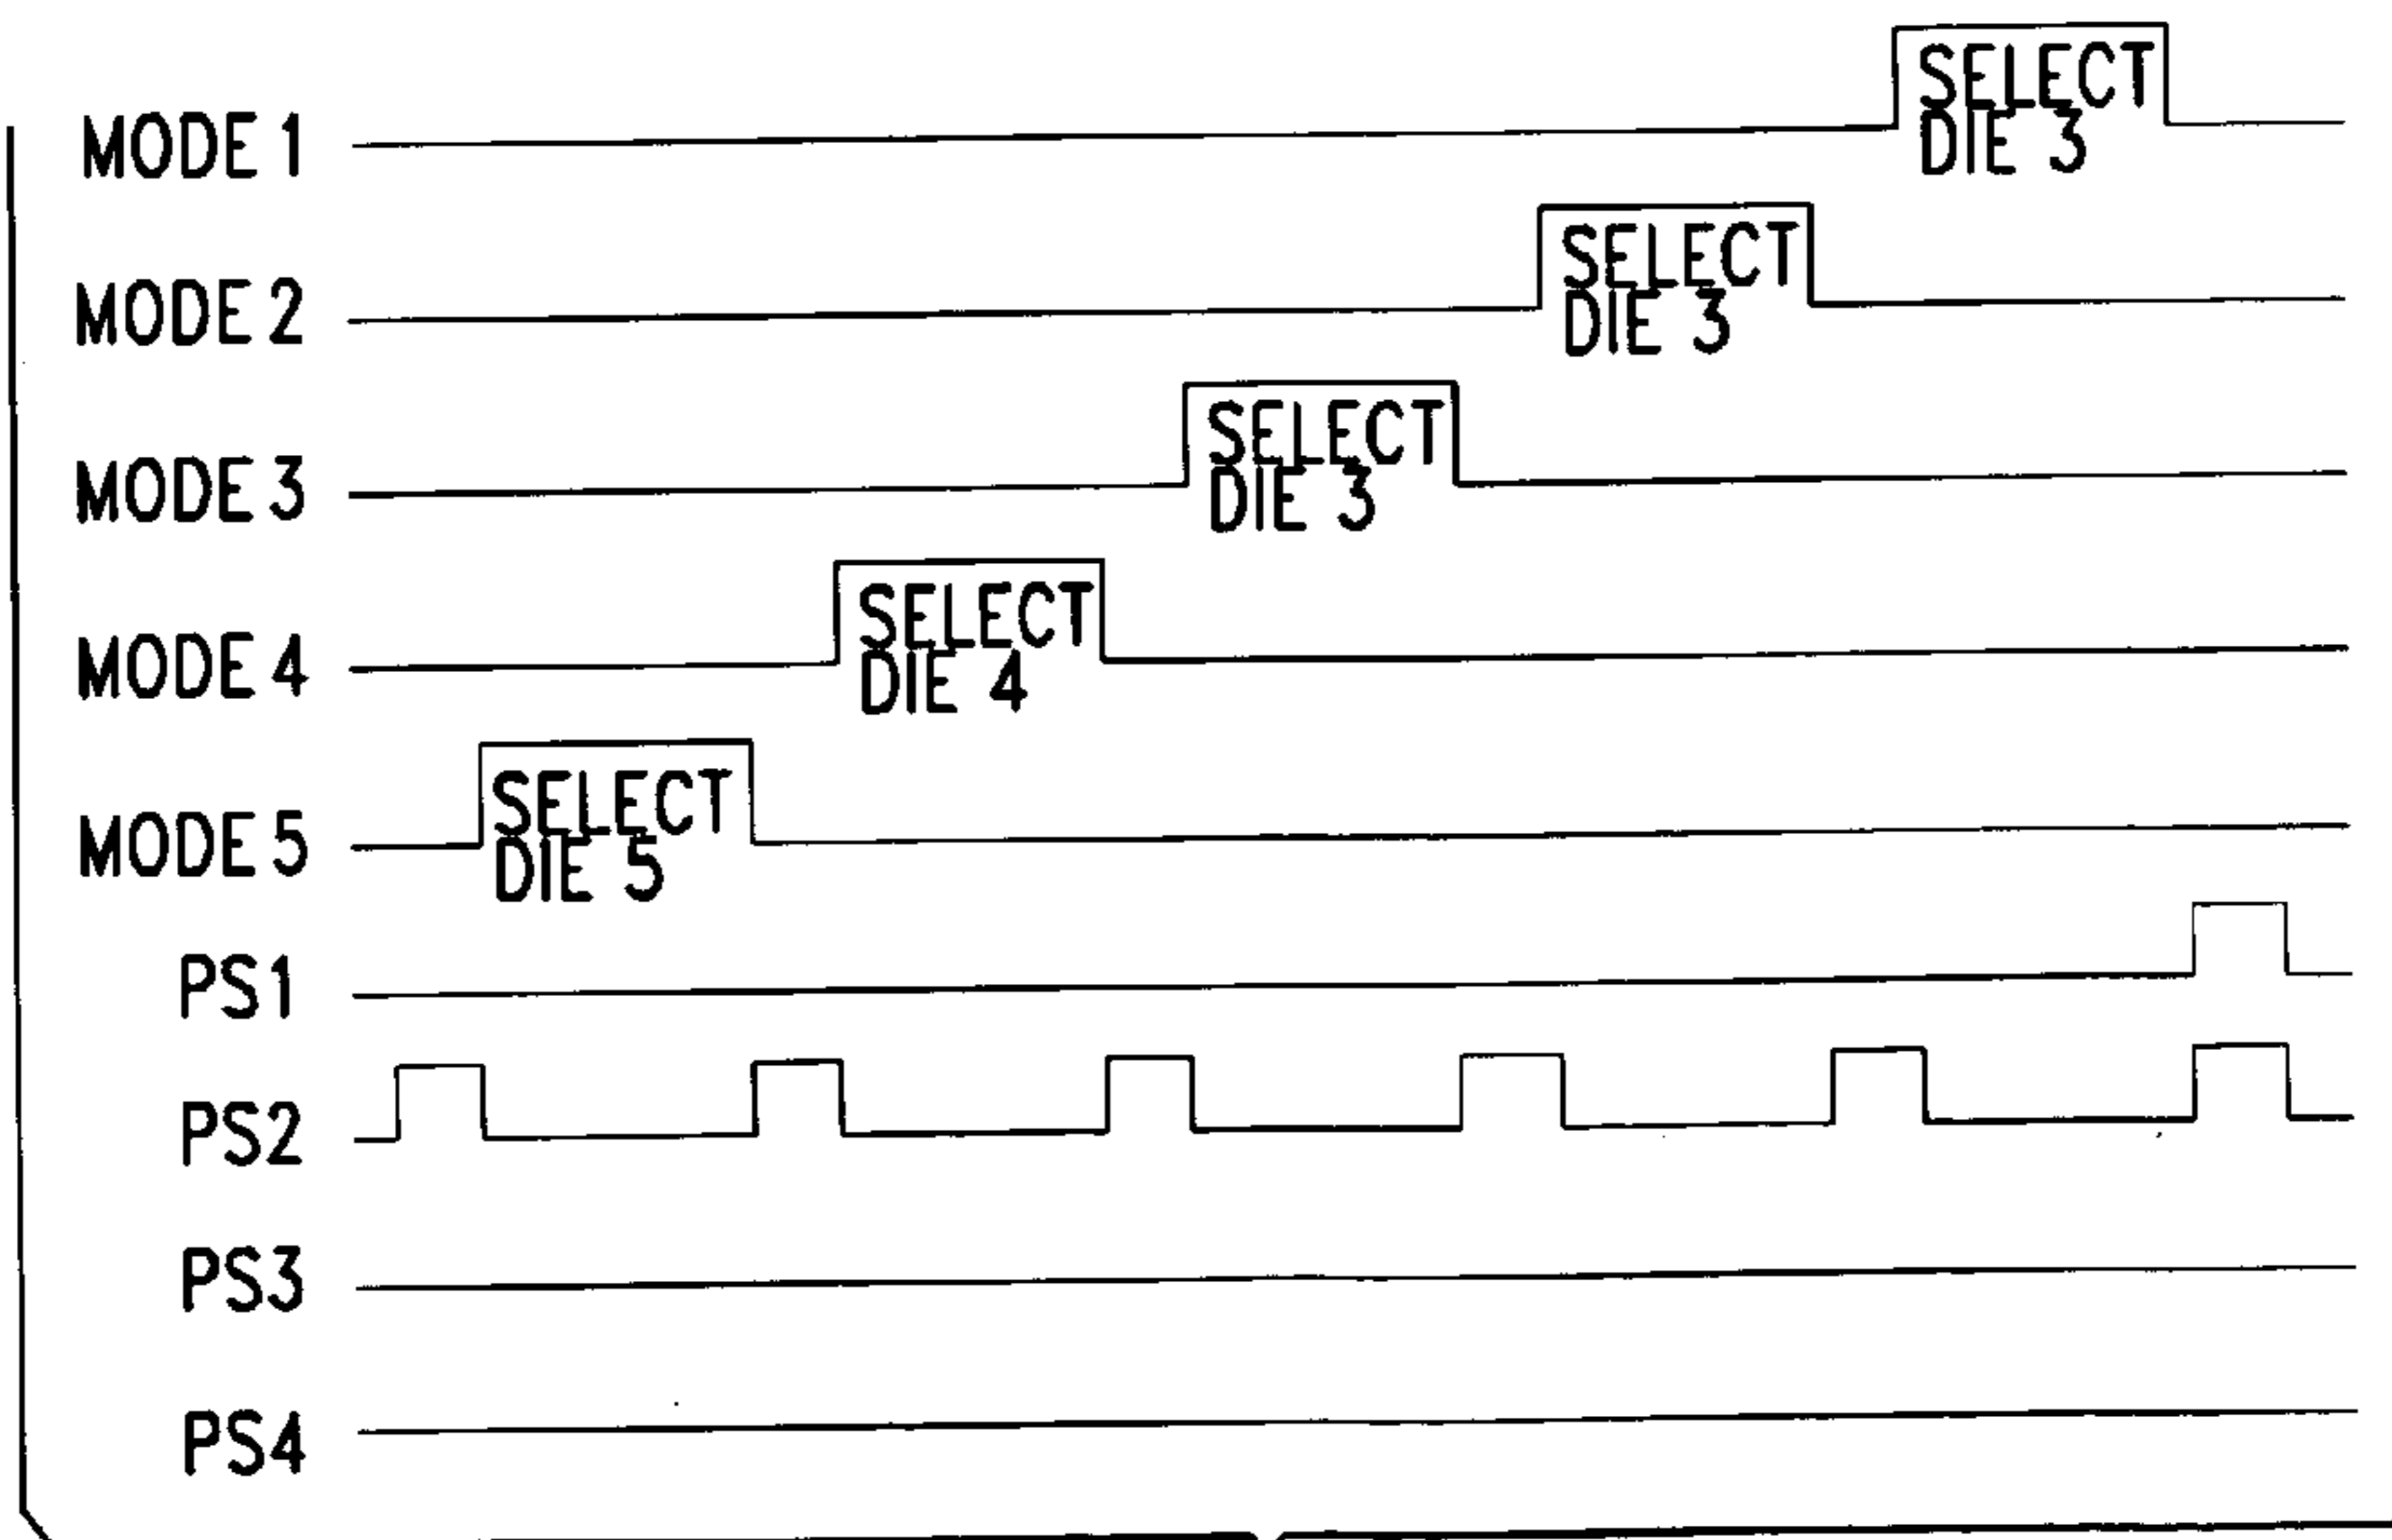 SELECT
DIE 3
MODE 1
SELECT
DIE 3
MODE 2
SELECT
DIE 3
MODE 3
SELECT
DIE 4
MODE 4
SELECT
DIE 5
MODE 5
PS1
PS2
PS3
PS4